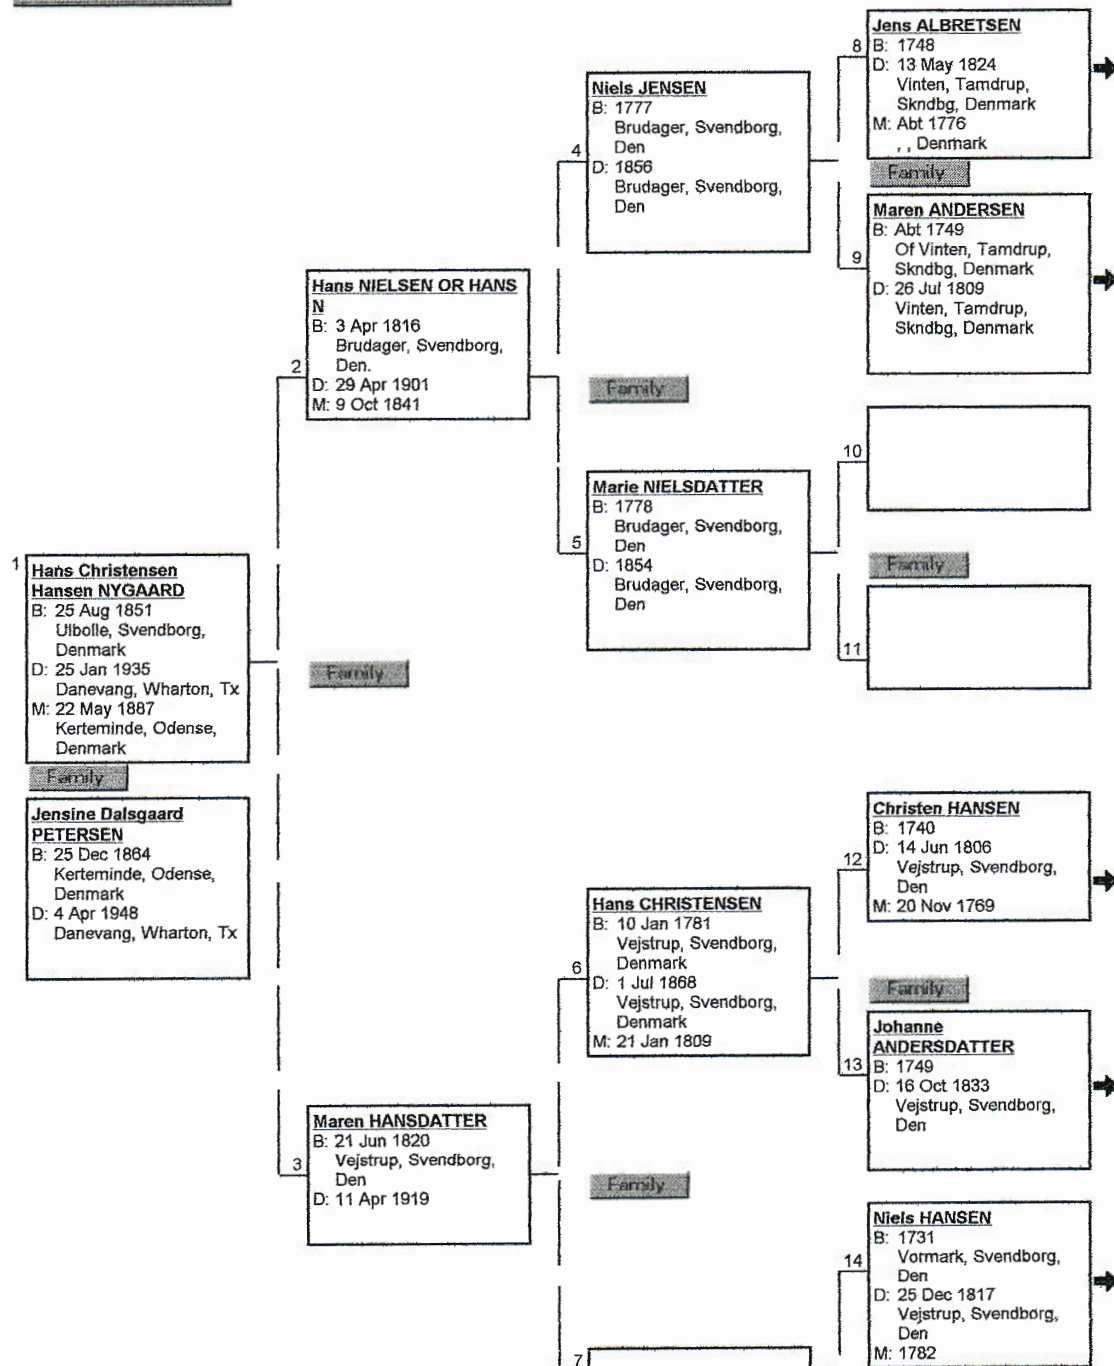 1
Hans Christensen
Hansen NYGAARD
B: 25 Aug 1851
Ulbolle, Svendborg,
Denmark
D: 25 Jan 1935
Danevang, Wharton, Tx
M: 22 May 1887
Kerteminde, Odense,
Denmark
Family
Jensine Dalsgaard
PETERSEN
B: 25 Dec 1864
Kerteminde, Odense,
Denmark
D: 4 Apr 1948
Danevang, Wharton, Tx
2
Hans NIELSEN OR HANS
N
B: 3 Apr 1816
Brudager, Svendborg,
Den.
D: 29 Apr 1901
M: 9 Oct 1841
Family
3
Maren HANSDATTER
B: 21 Jun 1820
Vejstrup, Svendborg,
Den
D: 11 Apr 1919
4
Niels JENSEN
B: 1777
Brudager, Svendborg,
Den
D: 1856
Brudager, Svendborg,
Den
Family
5
Marie NIELSDATTER
B: 1778
Brudager, Svendborg,
Den
D: 1854
Brudager, Svendborg,
Den
6
Hans CHRISTENSEN
B: 10 Jan 1781
Vejstrup, Svendborg,
Denmark
D: 1 Jul 1868
Vejstrup, Svendborg,
Denmark
M: 21 Jan 1809
Family
7
8
Jens ALBRETSEN
B: 1748
D: 13 May 1824
Vinten, Tamdrup,
Skndbg, Denmark
M: Abt 1776
, , Denmark
Family
9
Maren ANDERSEN
B: Abt 1749
Of Vinten, Tamdrup,
Skndbg, Denmark
D: 26 Jul 1809
Vinten, Tamdrup,
Skndbg, Denmark
10
Family
11
12
Christen HANSEN
B: 1740
D: 14 Jun 1806
Vejstrup, Svendborg,
Den
M: 20 Nov 1769
Family
13
Johanne
ANDERSDATTER
B: 1749
D: 16 Oct 1833
Vejstrup, Svendborg,
Den
14
Niels HANSEN
B: 1731
Vormark, Svendborg,
Den
D: 25 Dec 1817
Vejstrup, Svendborg,
Den
M: 1782